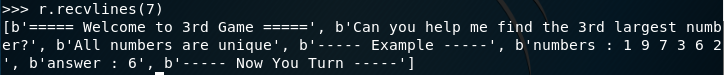 >>> r.recvlines(7)
[b'===== Welcome to 3rd Game =====', b'Can you help me find the 3rd largest numb
er?', b'All numbers are unique', b'----- Example -----', b'numbers : 1 9 7 3 6 2
', b'answer : 6', b'----- Now You Turn -----']